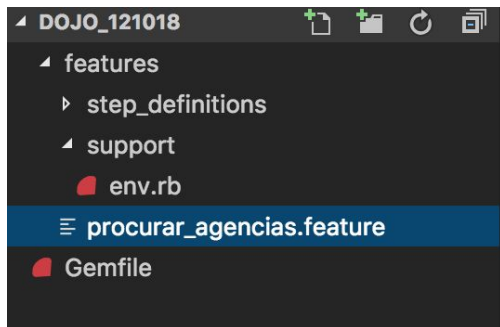 DOJO_121018
features
step_definitions
support
env.rb
procurar_agencias.feature
Gemfile